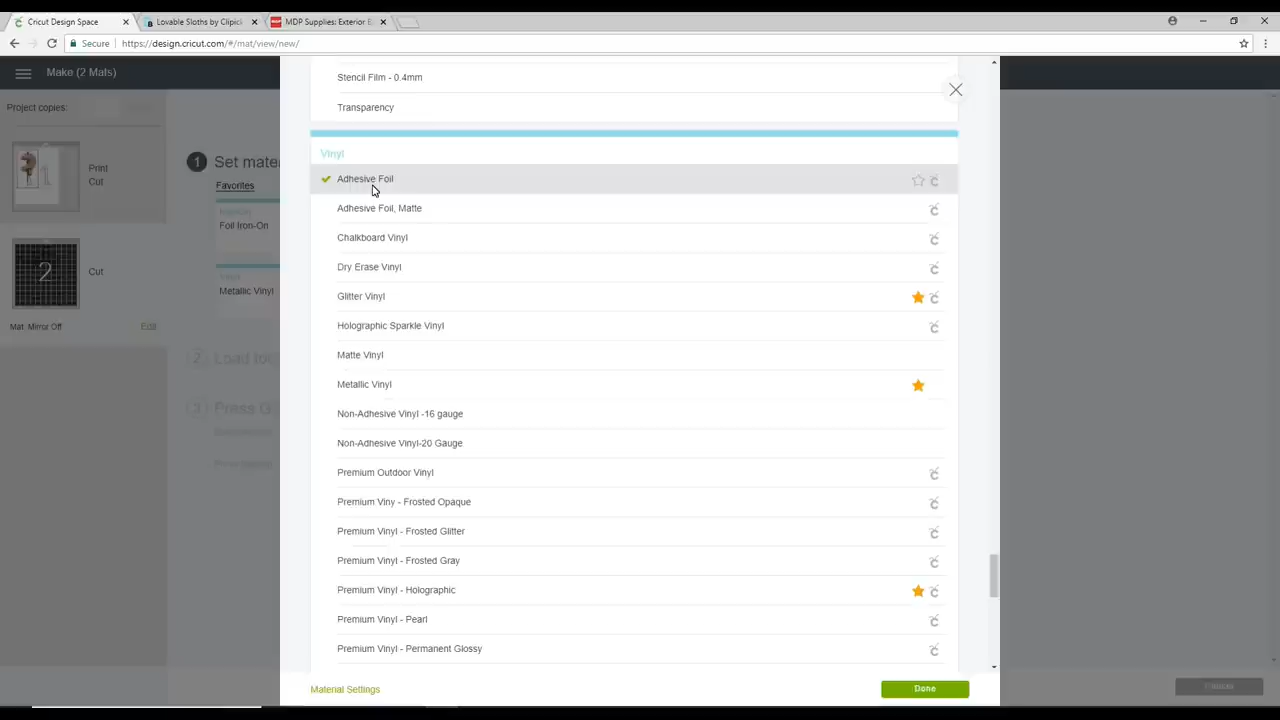 Cricut Design Space
Lovable Sloths by Clipick
MDP Supplies: Exterior E
Secure
https://design.cricut.com/#/mat/view/new/
Make (2 Mats)
Project copies:
Print
Cut
2
Cut
Mat Mirror Off
Edit
1 Set mate
Favorites
Foil Iron-On
Metallic Vinyl
2 Load to
3 Press G
Stencil Film - 0.4mm
Transparency
Vinyl
Adhesive Foil
Adhesive Foil, Matte
Chalkboard Vinyl
Dry Erase Vinyl
Glitter Vinyl
Holographic Sparkle Vinyl
Matte Vinyl
Metallic Vinyl
Non-Adhesive Vinyl -16 gauge
Non-Adhesive Vinyl-20 Gauge
Premium Outdoor Vinyl
Premium Viny - Frosted Opaque
Premium Vinyl - Frosted Glitter
Premium Vinyl - Frosted Gray
Premium Vinyl - Holographic
Premium Vinyl - Pearl
Premium Vinyl - Permanent Glossy
Material Settings
Done